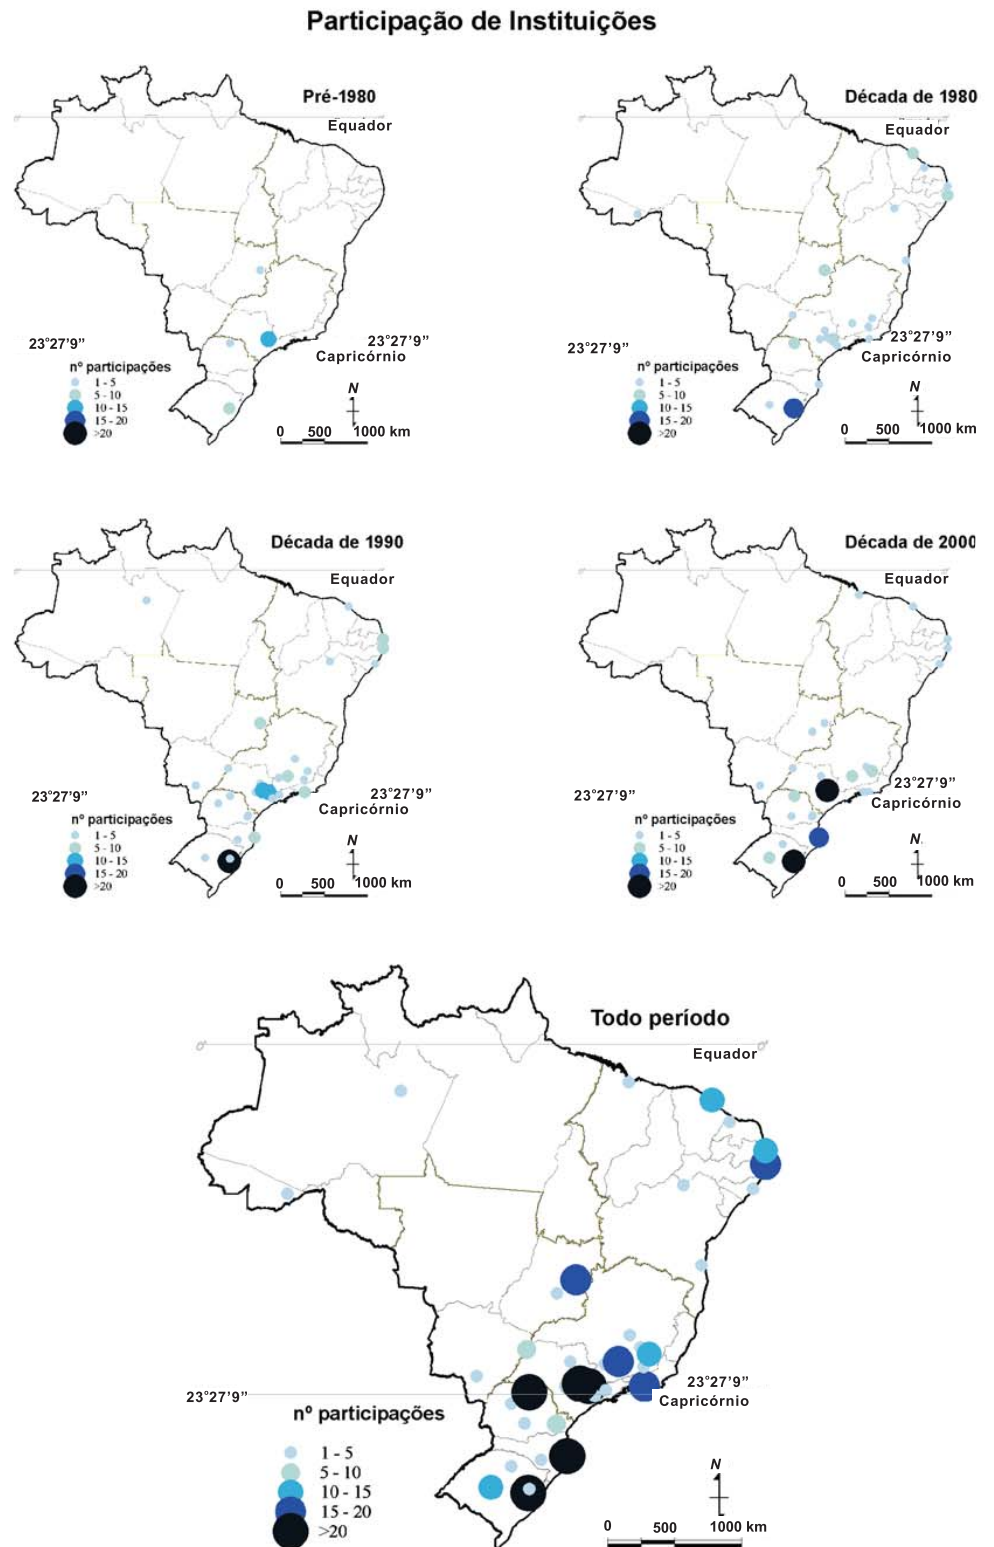 Participação de Instituições
Pré-1980
Equador
23°27'9”
23°27'9”
Capricórnio
nº participações
1 - 5
5 - 10
10 - 15
15 - 20
>20
N
0 500 1000 km
Década de 1980
Equador
23°27'9”
23°27'9”
Capricórnio
nº participações
1 - 5
5 - 10
10 - 15
15 - 20
>20
N
0 500 1000 km
Década de 1990
Equador
23°27'9”
23°27'9”
Capricórnio
nº participações
1 - 5
5 - 10
10 - 15
15 - 20
>20
N
0 500 1000 km
Década de 2000
Equador
23°27'9”
23°27'9”
Capricórnio
nº participações
1 - 5
5 - 10
10 - 15
15 - 20
>20
N
0 500 1000 km
Todo período
Equador
23°27'9”
23°27'9”
Capricórnio
nº participações
1 - 5
5 - 10
10 - 15
15 - 20
>20
N
0 500 1000 km